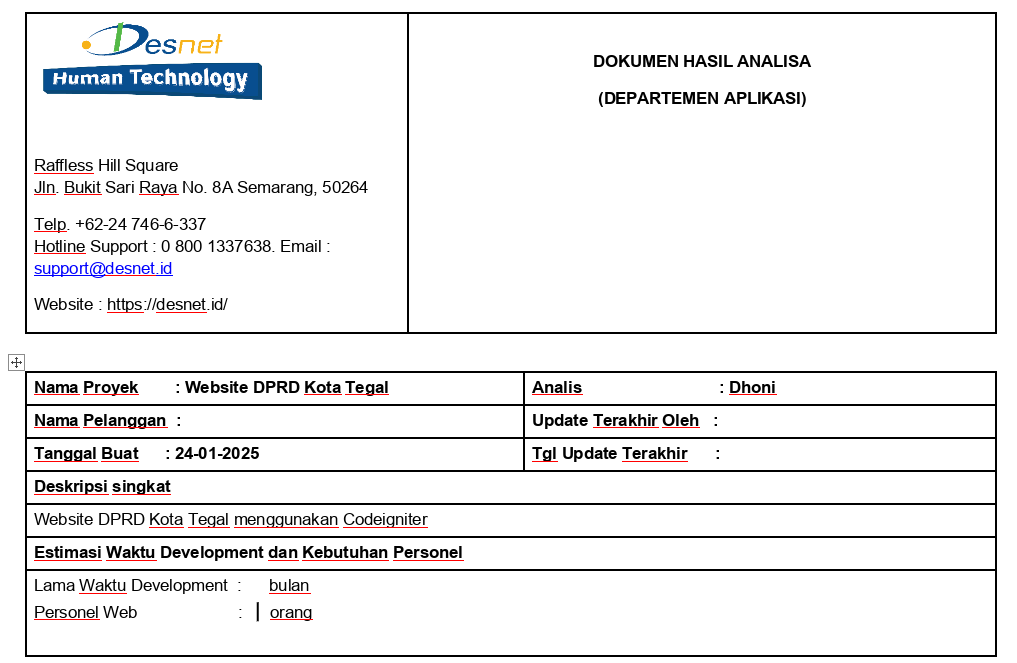 Desnet
Human Technology
DOKUMEN HASIL ANALISA
(DEPARTEMEN APLIKASI)
Raffless Hill Square
Jln. Bukit Sari Raya No. 8A Semarang, 50264
Telp. +62-24 746-6-337
Hotline Support : 0 800 1337638. Email :
support@desnet.id
Website : https://desnet.id/
Nama Proyek : Website DPRD Kota Tegal
Analis : Dhoni
Nama Pelanggan :
Update Terakhir Oleh :
Tanggal Buat : 24-01-2025
Tgl Update Terakhir :
Deskripsi singkat
Website DPRD Kota Tegal menggunakan Codeigniter
Estimasi Waktu Development dan Kebutuhan Personel
Lama Waktu Development : bulan
Personel Web : orang